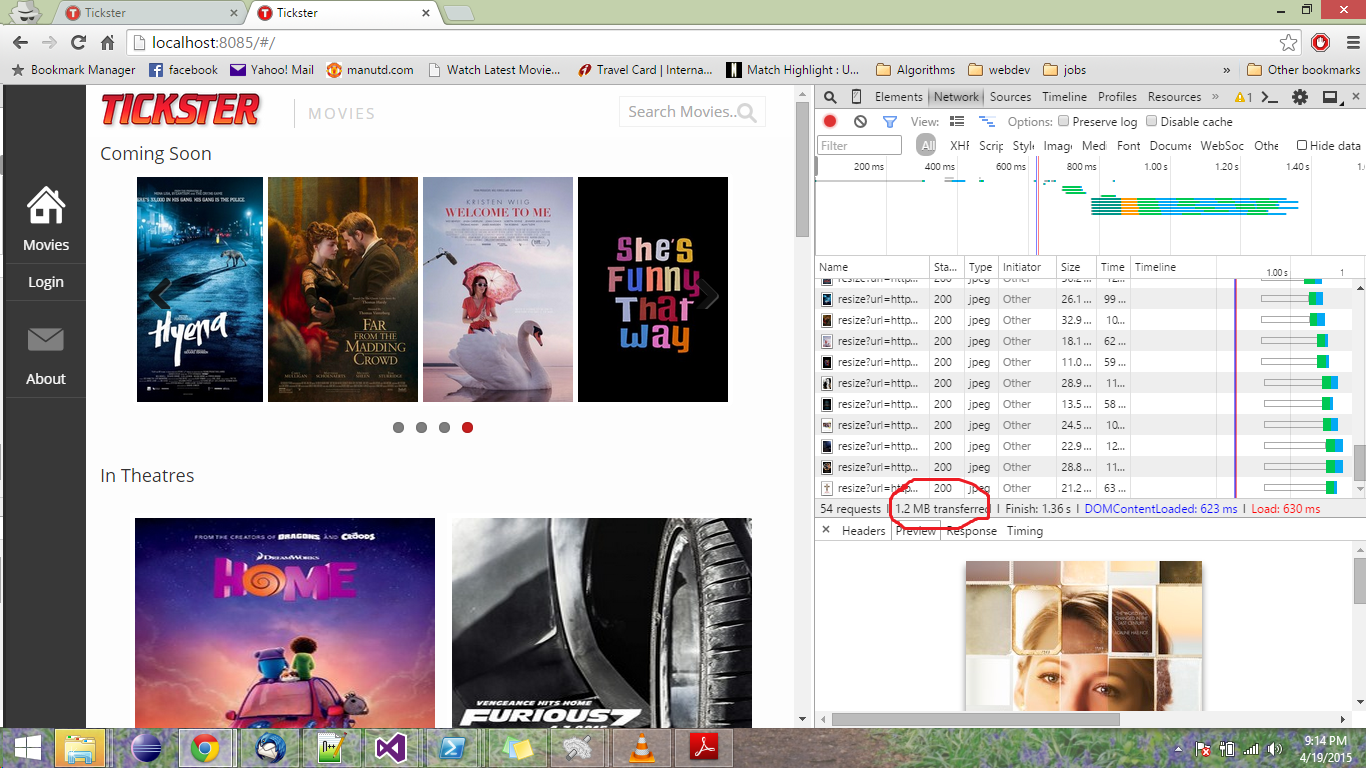 Tickster
Tickster
localhost:8085/#/
Bookmark Manager facebook Yahoo! Mail manutd.com Watch Latest Movie... Travel Card | Interna... Match Highlight : U... Algorithms webdev jobs » Other bookmarks
TICKSTER
MOVIES
Search Movies..
Coming Soon
Movies
Login
About
Hyena
FAR
FROM THE
MADDING
CROWD
KRISTEN WIIG
WELCOME TO ME
SHE'S
FUNNY
THAT
WAY
In Theatres
FROM THE CREATORS OF DRAGONS AND THE CROODS
DREAMWORKS
HOME
VENGEANCE HITS HOME
FURIOUS 7
Elements Network Sources Timeline Profiles Resources » 1
View: Options: Preserve log Disable cache
Filter All XHR Scrip Style Image Medi Font Docume WebSoc Othe Hide data
200 ms 400 ms 600 ms 800 ms 1.00 s 1.20 s 1.40 s
Name Sta... Type Initiator Size Time Timeline 1.00 s
resize?url=http... 200 jpeg Other 26.1 ... 99 ...
resize?url=http... 200 jpeg Other 32.9 ... 10...
resize?url=http... 200 jpeg Other 18.1 ... 62 ...
resize?url=http... 200 jpeg Other 11.0 ... 59 ...
resize?url=http... 200 jpeg Other 28.9 ... 11...
resize?url=http... 200 jpeg Other 13.5 ... 58 ...
resize?url=http... 200 jpeg Other 24.5 ... 10...
resize?url=http... 200 jpeg Other 22.9 ... 12...
resize?url=http... 200 jpeg Other 28.8 ... 11...
resize?url=http... 200 jpeg Other 21.2 ... 63 ...
54 requests | 1.2 MB transferred | Finish: 1.36 s | DOMContentLoaded: 623 ms | Load: 630 ms
Headers Preview Response Timing
9:14 PM
4/19/2015